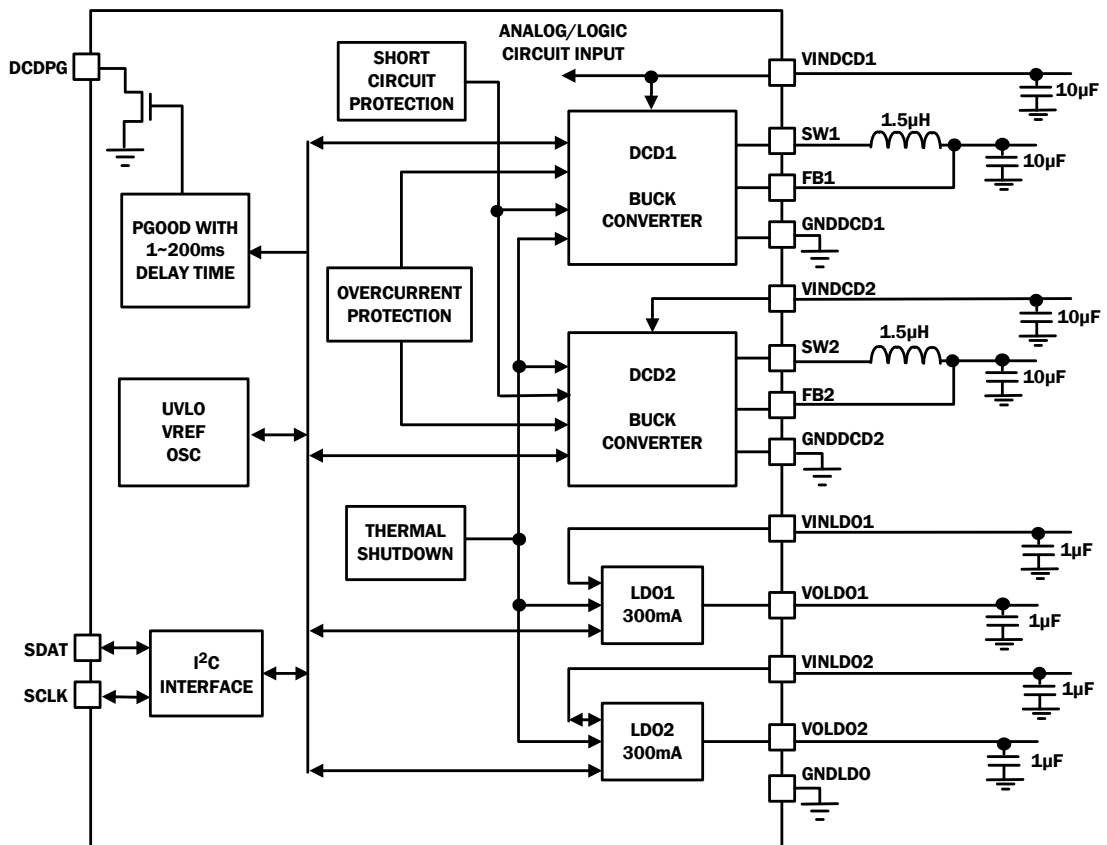 DCDPG
SHORT
CIRCUIT
PROTECTION
ANALOG/LOGIC
CIRCUIT INPUT
VINDCD1
10µF
DCD1
BUCK
CONVERTER
SW1
1.5µH
10µF
FB1
GNDDCD1
PGOOD WITH
1~200ms
DELAY TIME
OVERCURRENT
PROTECTION
VINDCD2
10µF
DCD2
BUCK
CONVERTER
SW2
1.5µH
10µF
FB2
GNDDCD2
UVLO
VREF
OSC
THERMAL
SHUTDOWN
VINLDO1
1µF
LDO1
300mA
VOLDO1
1µF
SDAT
SCLK
I²C
INTERFACE
VINLDO2
1µF
LDO2
300mA
VOLDO2
1µF
GNDLDO